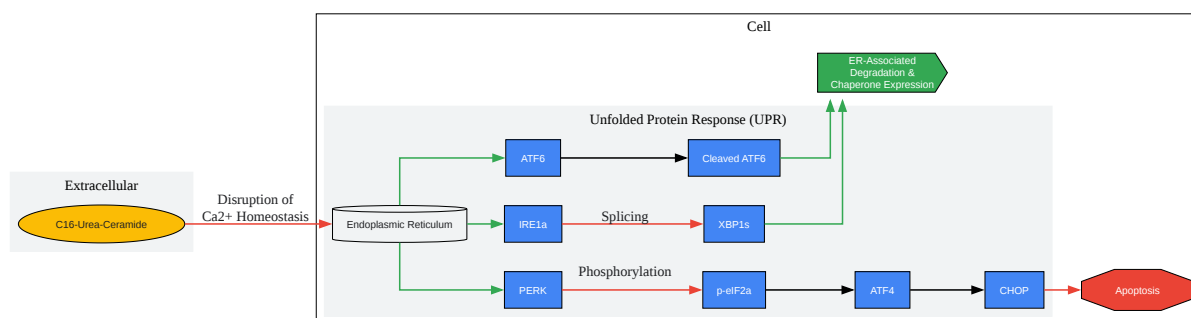 Cell
ER-Associated
Degradation &
Chaperone Expression
Unfolded Protein Response (UPR)
ATF6
Cleaved ATF6
Extracellular
Disruption of
Ca2+ Homeostasis
C16-Urea-Ceramide
Endoplasmic Reticulum
IRE1a
Splicing
XBP1s
Phosphorylation
PERK
p-eIF2a
ATF4
CHOP
Apoptosis